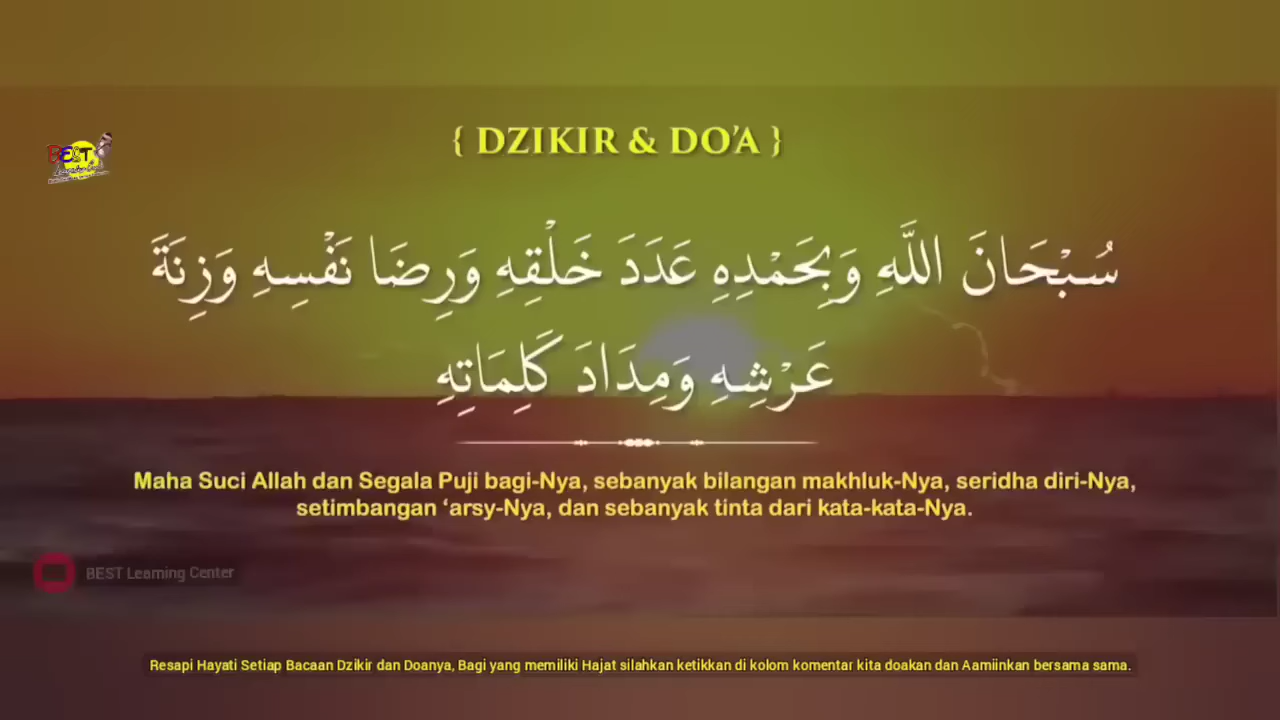 { DZIKIR & DO’A }
BEST
سُبْحَانَ اللَّهِ وَبِحَمْدِهِ عَدَدَ خَلْقِهِ وَرِضَا نَفْسِهِ وَزِنَةَ
عَرْشِهِ وَمِدَادَ كَلِمَاتِهِ
Maha Suci Allah dan Segala Puji bagi-Nya, sebanyak bilangan makhluk-Nya, seridha diri-Nya,
setimbangan ‘arsy-Nya, dan sebanyak tinta dari kata-kata-Nya.
BEST Learning Center
Resapi Hayati Setiap Bacaan Dzikir dan Doanya, Bagi yang memiliki Hajat silahkan ketikkan di kolom komentar kita doakan dan Aamiinkan bersama sama.